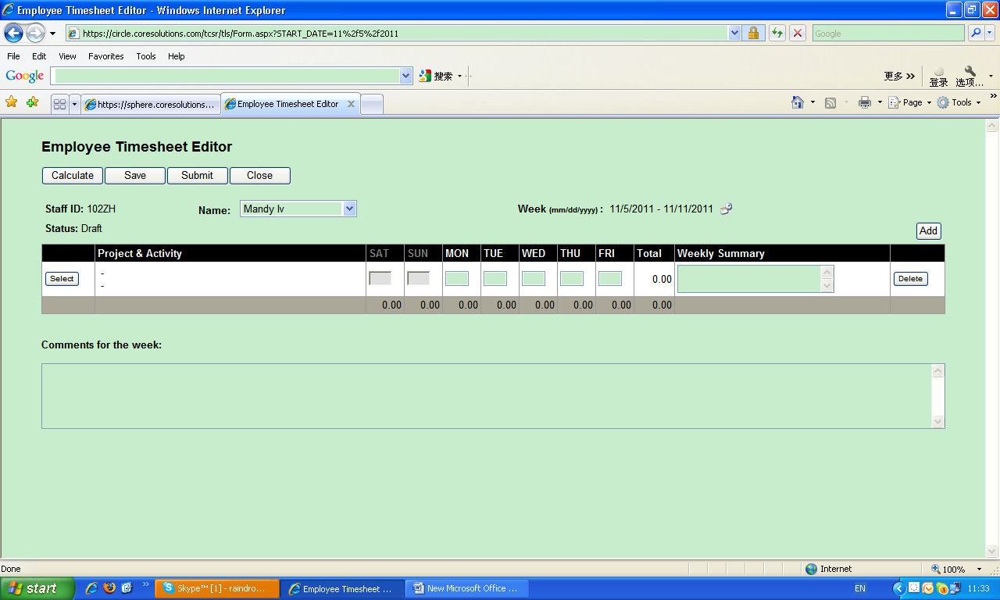 Employee Timesheet Editor - Windows Internet Explorer
https://circle.coresolutions.com/tcsr/tls/Form.aspx?START_DATE=11%2f5%2f2011
Google
File Edit View Favorites Tools Help
Google 搜索 更多 » 登录 选项...
https://sphere.coresolutions... Employee Timesheet Editor X Page Tools »
Employee Timesheet Editor
Calculate Save Submit Close
Staff ID: 102ZH Name: Mandy lv Week (mm/dd/yyyy) : 11/5/2011 - 11/11/2011
Status: Draft
Add
Project & Activity SAT SUN MON TUE WED THU FRI Total Weekly Summary
Select - 0.00 Delete
-
0.00 0.00 0.00 0.00 0.00 0.00 0.00 0.00
Comments for the week:
Done Internet 100%
start » Skype™ [1] - raindro... Employee Timesheet ... New Microsoft Office ... EN 11:33